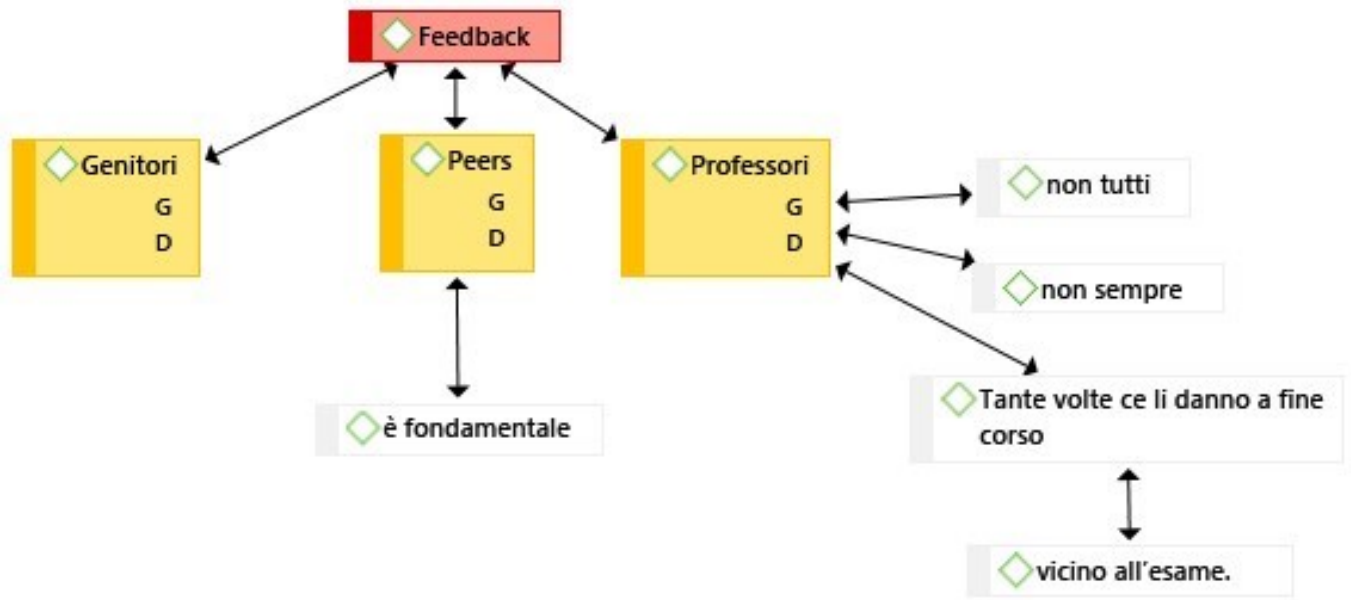 Feedback
Genitori
G
D
Peers
G
D
Professori
G
D
non tutti
non sempre
è fondamentale
Tante volte ce li danno a fine
corso
vicino all'esame.